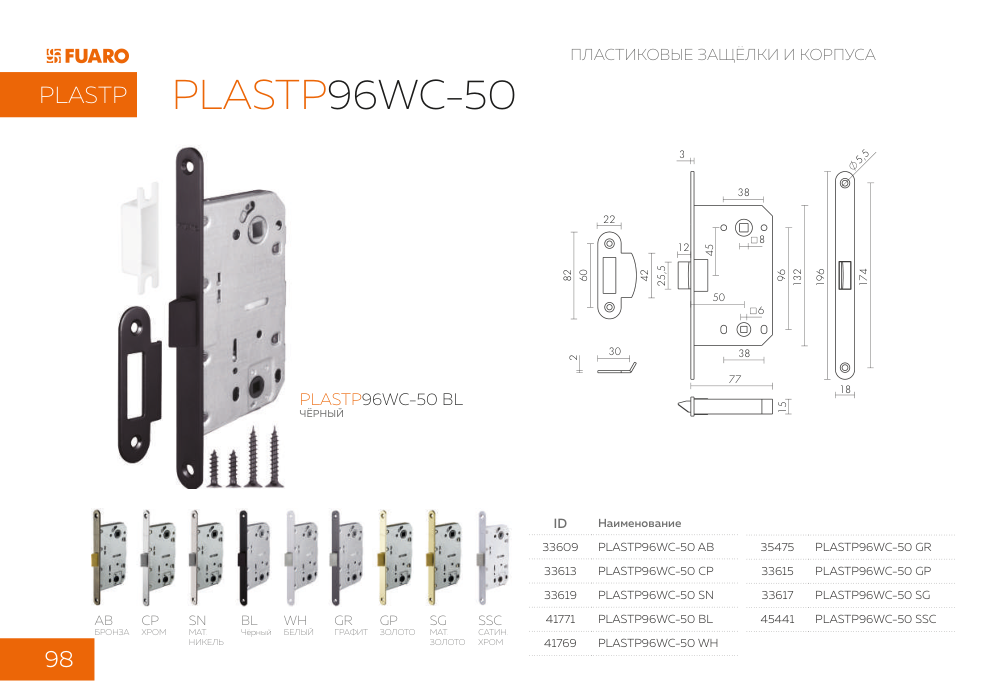 FUARO
ПЛАСТИКОВЫЕ ЗАЩЁЛКИ И КОРПУСА
PLASTP
PLASTP96WC-50
PLASTP96WC-50 BL
ЧЁРНЫЙ
3
38
Ø5,5
22
□8
12
45
82
60
42
25,5
96
132
196
174
50
□6
2
30
38
77
18
15
AB
БРОНЗА
CP
ХРОМ
SN
МАТ.
НИКЕЛЬ
BL
Черный
WH
БЕЛЫЙ
GR
ГРАФИТ
GP
ЗОЛОТО
SG
МАТ.
ЗОЛОТО
SSC
САТИН
ХРОМ
ID Наименование
33609 PLASTP96WC-50 AB 35475 PLASTP96WC-50 GR
33613 PLASTP96WC-50 CP 33615 PLASTP96WC-50 GP
33619 PLASTP96WC-50 SN 33617 PLASTP96WC-50 SG
41771 PLASTP96WC-50 BL 45441 PLASTP96WC-50 SSC
41769 PLASTP96WC-50 WH
98